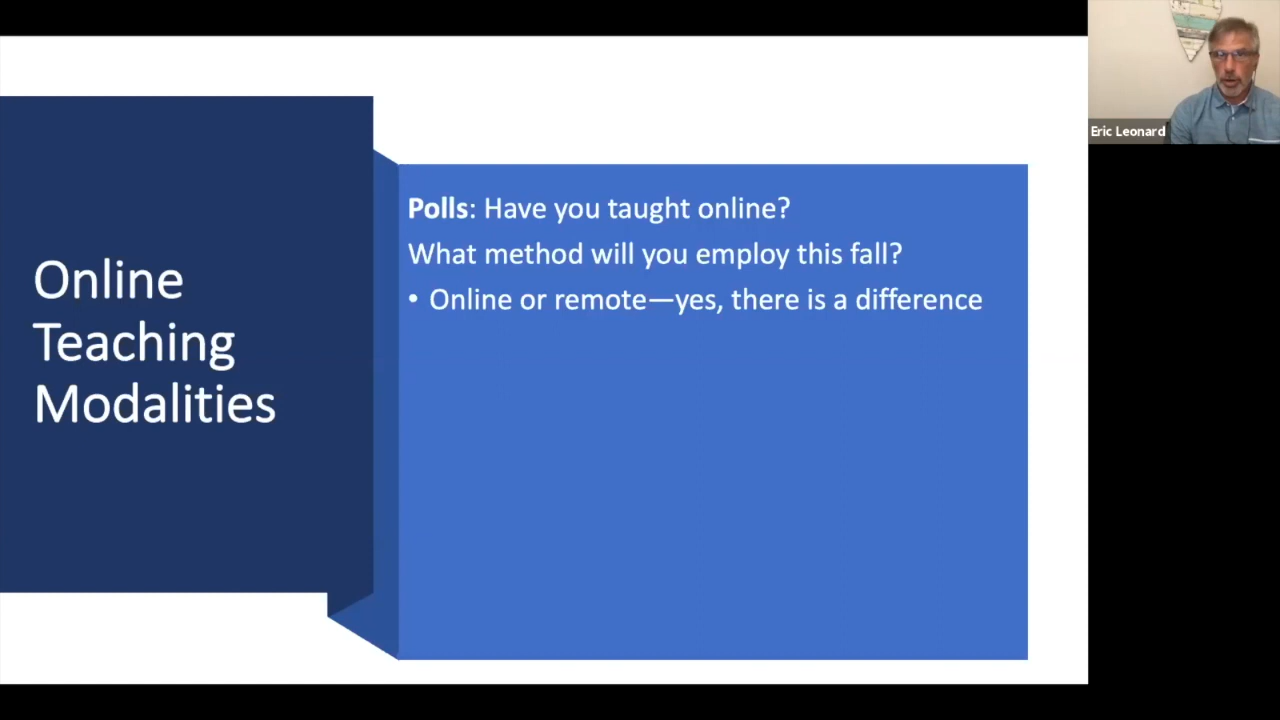 Online
Teaching
Modalities
Polls: Have you taught online?
What method will you employ this fall?
• Online or remote—yes, there is a difference
Eric Leonard